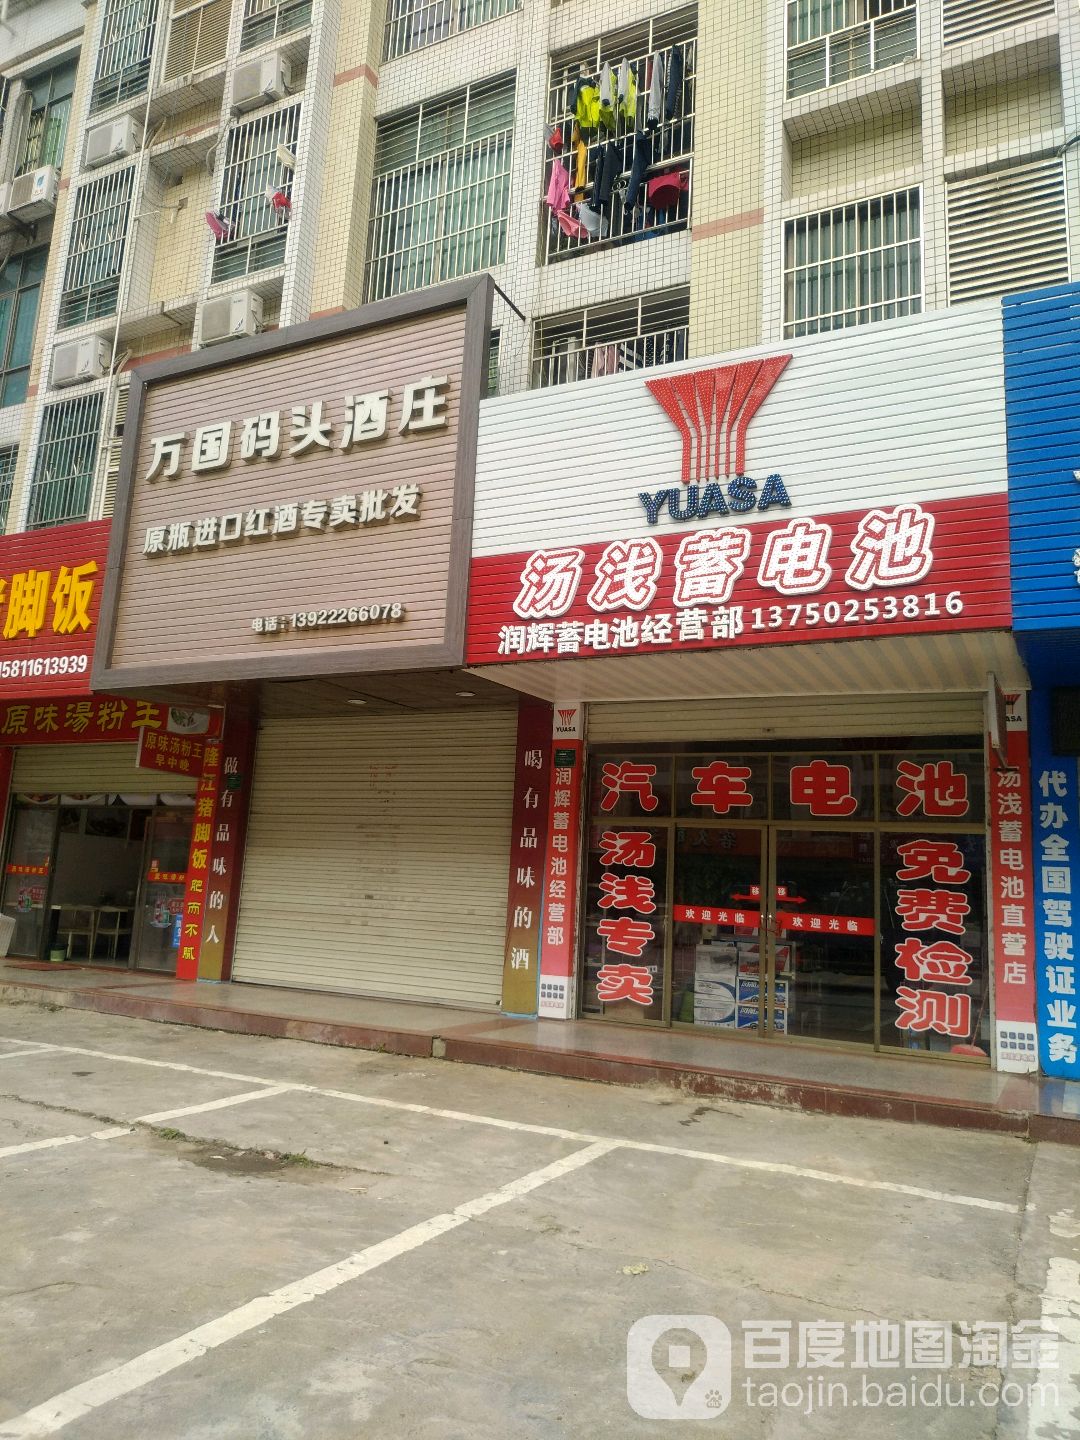 脚饭
15811613939
原味湯粉王
原味汤粉王
早中晚
隆江猪脚饭肥而不腻
万国码头酒庄
原瓶进口红酒专卖批发
电话:13922266078
做有品味的人
喝有品味的酒
YUASA
汤浅蓄电池
润辉蓄电池经营部 13750253816
YUASA
润辉蓄电池经营部
汽车电池
汤浅专卖
免费检测
移 移
欢迎光临
欢迎光临
汤浅蓄电池直营店
代办全国驾驶证业务
百度地图淘金
taojin.baidu.com